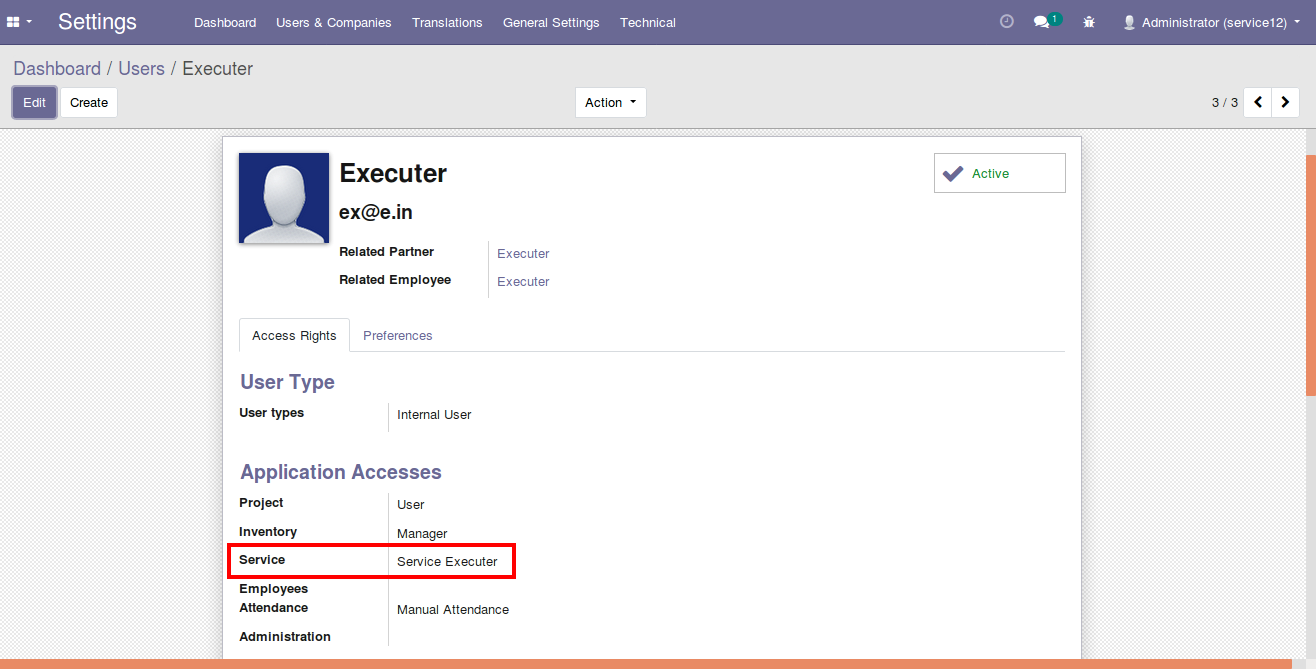 Settings Dashboard Users & Companies Translations General Settings Technical 1 Administrator (service12)
Dashboard / Users / Executer
Edit Create Action 3 / 3
Executer
Active
ex@e.in
Related Partner Executer
Related Employee Executer
Access Rights Preferences
User Type
User types Internal User
Application Accesses
Project User
Inventory Manager
Service Service Executer
Employees
Attendance Manual Attendance
Administration